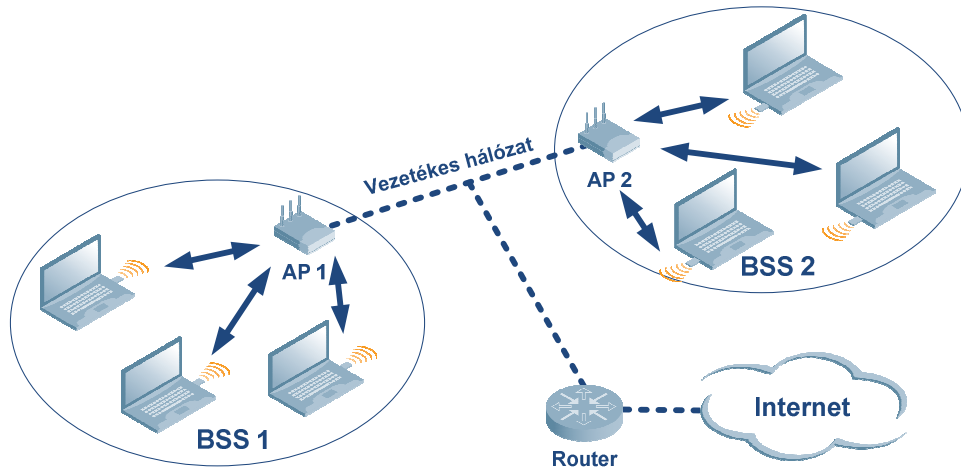 Vezetékes hálózat
AP 2
BSS 2
AP 1
BSS 1
Internet
Router